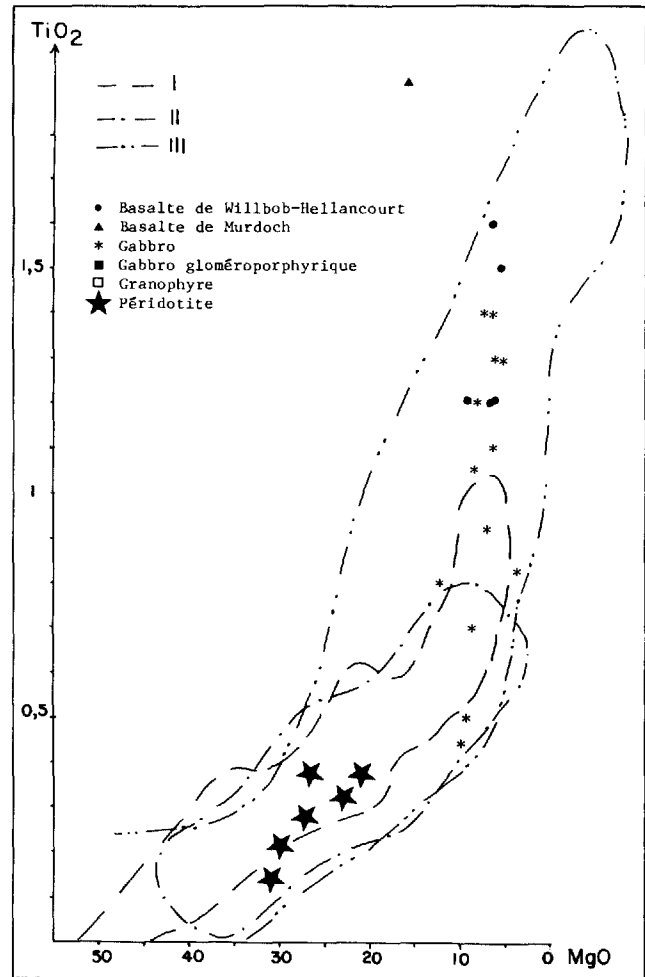 TiO2
I
II
III
Basalte de Willbob-Hellancourt
Basalte de Murdoch
Gabbro
Gabbro gloméroporphyrique
Granophyre
Péridotite
1,5
1
0,5
50 40 30 20 10 0 MgO